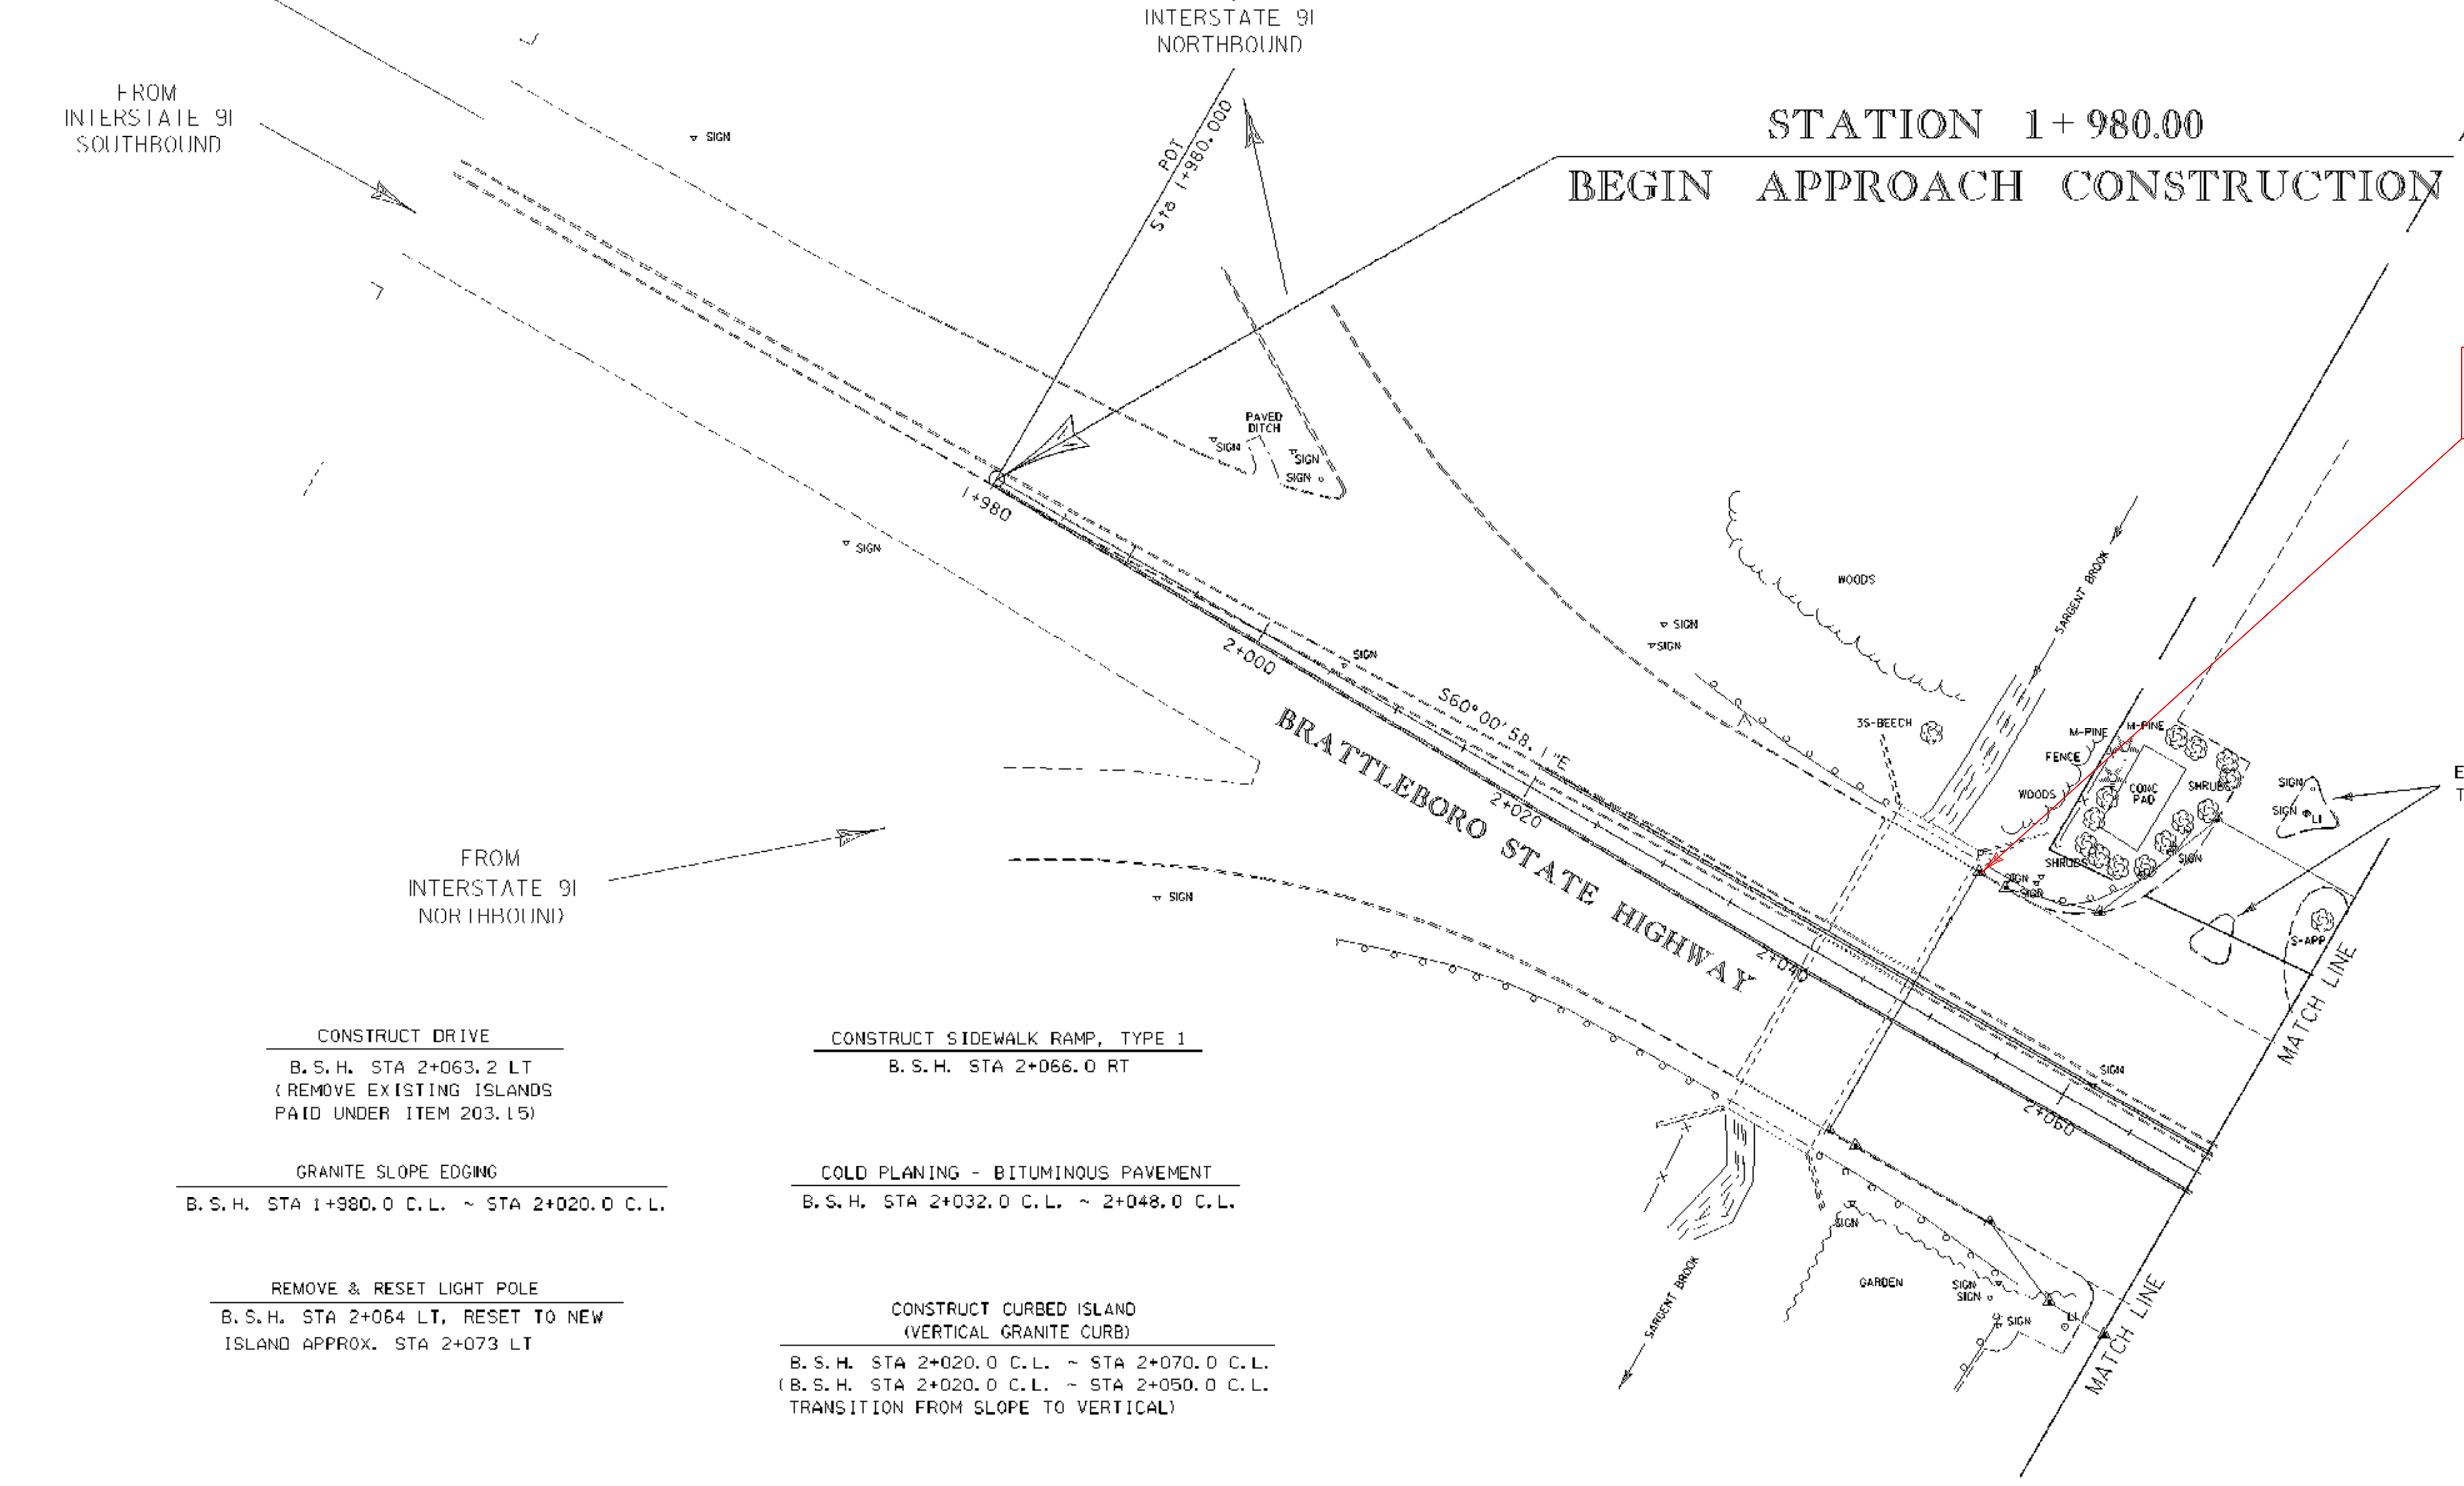 INTERSTATE 91
NORTHBOUND
FROM
INTERSTATE 91
SOUTHBOUND
SIGN
POT
Sta 1+980.000
STATION 1+980.00
BEGIN APPROACH CONSTRUCTION
PAVED
DITCH
SIGN
SIGN
SIGN
1+980
SIGN
WOODS
SARGENT BROOK
SIGN
SIGN
2+000
SIGN
S60°00'58.1"E
3S-BEECH
M-PINE
M-PINE
FENCE
WOODS
CONC
PAD
SHRUBS
SIGN
SIGN
LI
E
T
2+020
BRATTLEBORO STATE HIGHWAY
SHRUBS
SIGN
SIGN
SIGN
FROM
INTERSTATE 91
NORTHBOUND
SIGN
S-APP
MATCH LINE
2+040
SIGN
2+060
CONSTRUCT DRIVE
B.S.H. STA 2+063.2 LT
(REMOVE EXISTING ISLANDS
PAID UNDER ITEM 203.15)
CONSTRUCT SIDEWALK RAMP, TYPE 1
B.S.H. STA 2+066.0 RT
GRANITE SLOPE EDGING
B.S.H. STA 1+980.0 C.L. ~ STA 2+020.0 C.L.
COLD PLANING - BITUMINOUS PAVEMENT
B.S.H. STA 2+032.0 C.L. ~ 2+048.0 C.L.
REMOVE & RESET LIGHT POLE
B.S.H. STA 2+064 LT, RESET TO NEW
ISLAND APPROX. STA 2+073 LT
CONSTRUCT CURBED ISLAND
(VERTICAL GRANITE CURB)
B.S.H. STA 2+020.0 C.L. ~ STA 2+070.0 C.L.
(B.S.H. STA 2+020.0 C.L. ~ STA 2+050.0 C.L.
TRANSITION FROM SLOPE TO VERTICAL)
SIGN
SARGENT BROOK
GARDEN
SIGN
SIGN
SIGN
LI
MATCH LINE